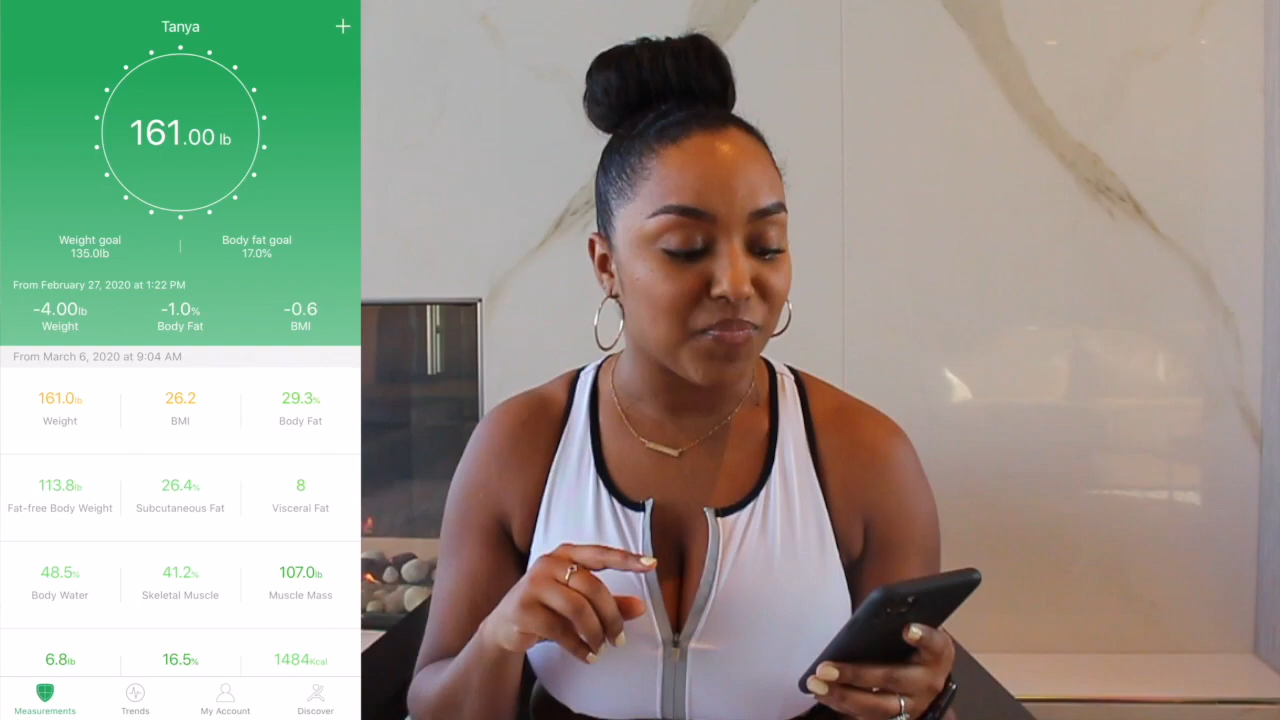 Tanya
+
161.00 lb
Weight goal
135.0lb
Body fat goal
17.0%
From February 27, 2020 at 1:22 PM
-4.00lb -1.0% -0.6
Weight Body Fat BMI
From March 6, 2020 at 9:04 AM
161.0lb 26.2 29.3%
Weight BMI Body Fat
113.8lb 26.4% 8
Fat-free Body Weight Subcutaneous Fat Visceral Fat
48.5% 41.2% 107.0lb
Body Water Skeletal Muscle Muscle Mass
6.8lb 16.5% 1484Kcal
Measurements Trends My Account Discover